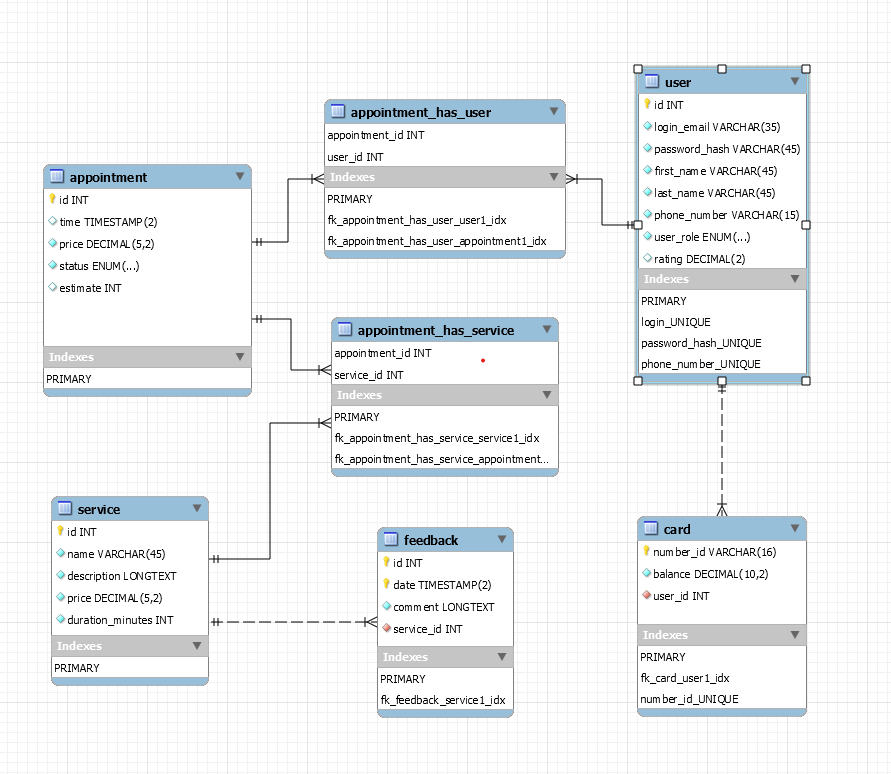 appointment
id INT
time TIMESTAMP(2)
price DECIMAL(5,2)
status ENUM(...)
estimate INT
Indexes
PRIMARY
appointment_has_user
appointment_id INT
user_id INT
Indexes
PRIMARY
fk_appointment_has_user_user1_idx
fk_appointment_has_user_appointment1_idx
user
id INT
login_email VARCHAR(35)
password_hash VARCHAR(45)
first_name VARCHAR(45)
last_name VARCHAR(45)
phone_number VARCHAR(15)
user_role ENUM(...)
rating DECIMAL(2)
Indexes
PRIMARY
login_UNIQUE
password_hash_UNIQUE
phone_number_UNIQUE
appointment_has_service
appointment_id INT
service_id INT
Indexes
PRIMARY
fk_appointment_has_service_service1_idx
fk_appointment_has_service_appointment...
service
id INT
name VARCHAR(45)
description LONGTEXT
price DECIMAL(5,2)
duration_minutes INT
Indexes
PRIMARY
feedback
id INT
date TIMESTAMP(2)
comment LONGTEXT
service_id INT
Indexes
PRIMARY
fk_feedback_service1_idx
card
number_id VARCHAR(16)
balance DECIMAL(10,2)
user_id INT
Indexes
PRIMARY
fk_card_user1_idx
number_id_UNIQUE